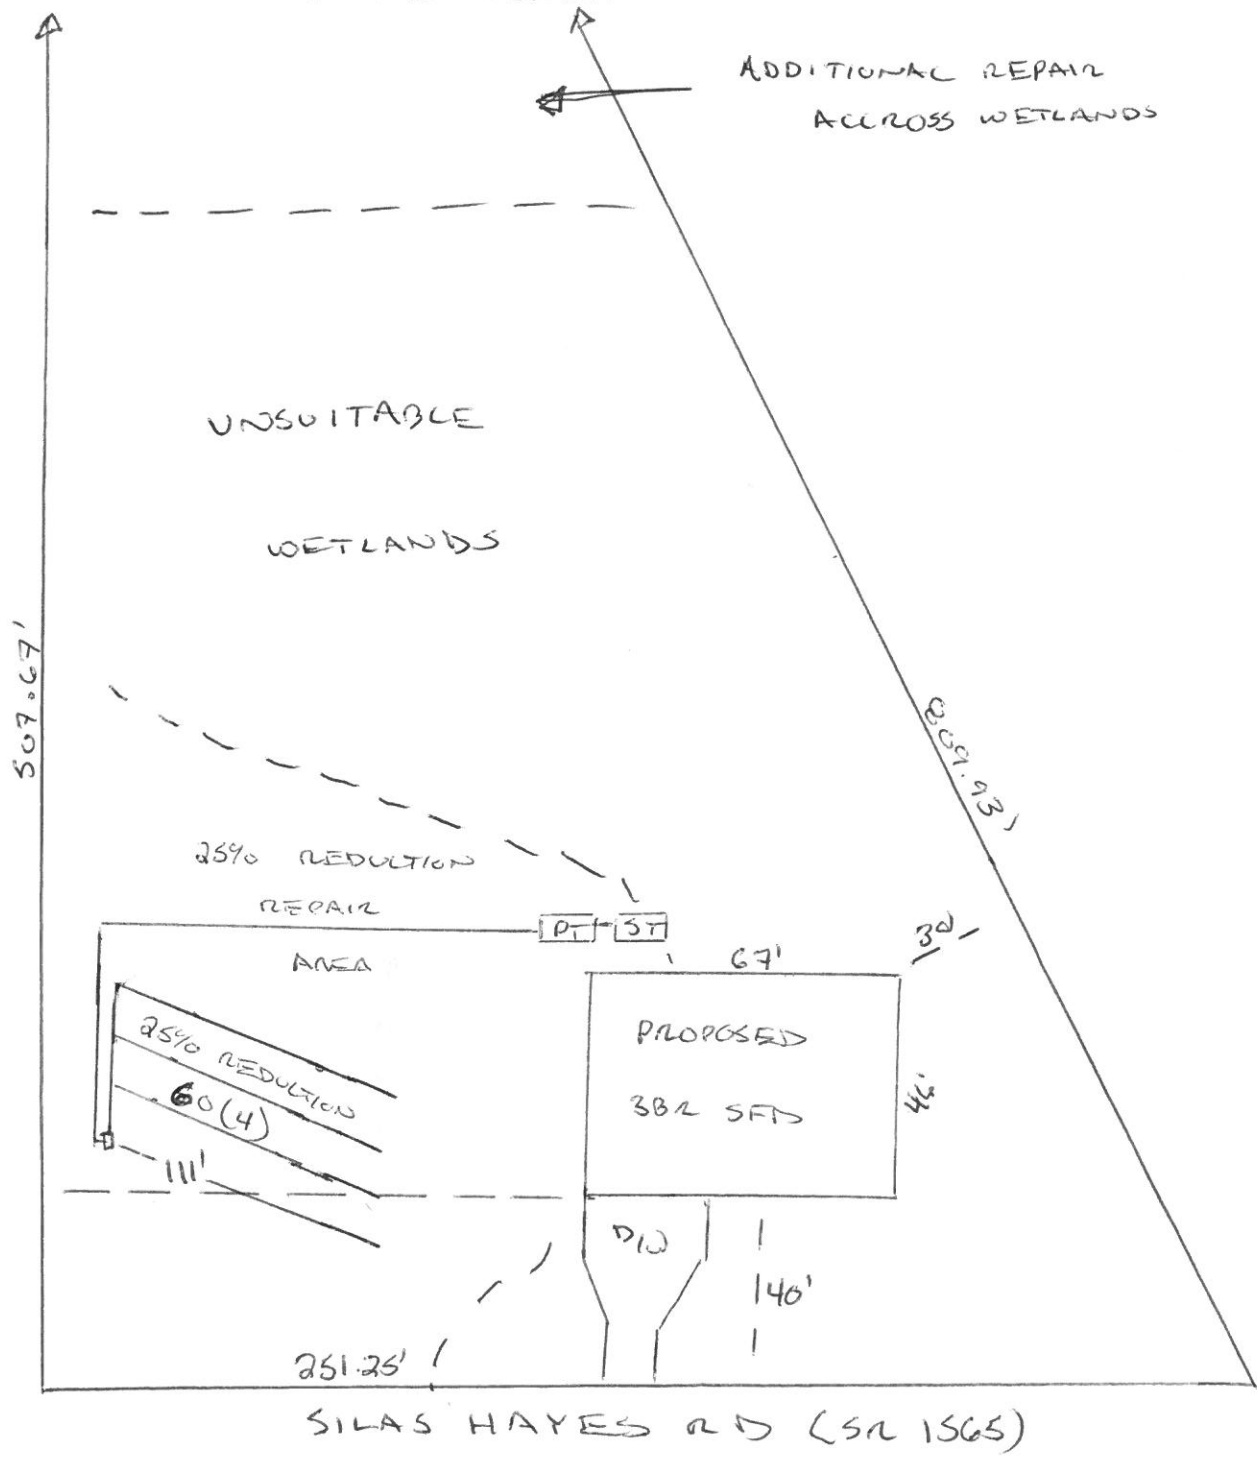 ADDITIONAL REPAIR
ACCROSS WETLANDS
UNSUITABLE
WETLANDS
507.67'
809.93'
25% REDUCTION
REPAIR
AREA
PT
ST
30'
67'
PROPOSED
3BR SFD
46'
25% REDUCTION
60(4)
111'
D/W
40'
251.25'
SILAS HAYES RD (SR 1565)